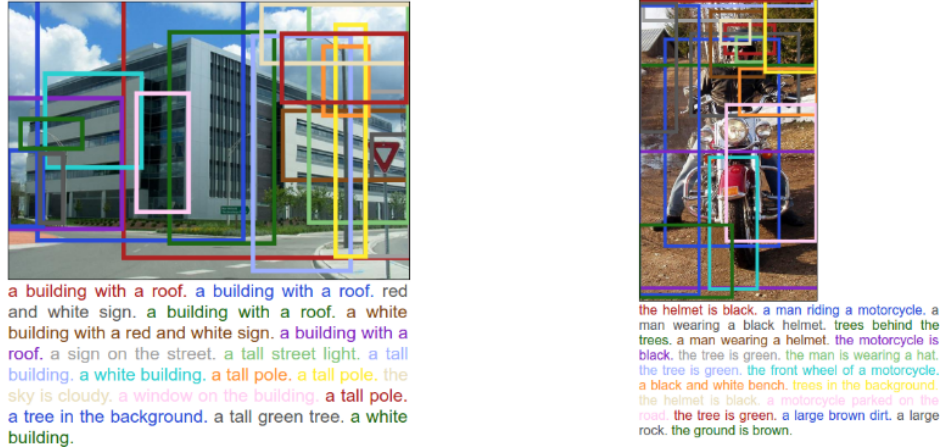 a building with a roof. a building with a roof. red
and white sign. a building with a roof. a white
building with a red and white sign. a building with a
roof. a sign on the street. a tall street light. a tall
building. a white building. a tall pole. a tall pole. the
sky is cloudy. a window on the building. a tall pole.
a tree in the background. a tall green tree. a white
building.
the helmet is black. a man riding a motorcycle. a
man wearing a black helmet. trees behind the
trees. a man wearing a helmet. the motorcycle is
black. the tree is green. the man is wearing a hat.
the tree is green. the front wheel of a motorcycle.
a black and white bench. trees in the background.
the helmet is black. a motorcycle parked on the
road. the tree is green. a large brown dirt. a large
rock. the ground is brown.